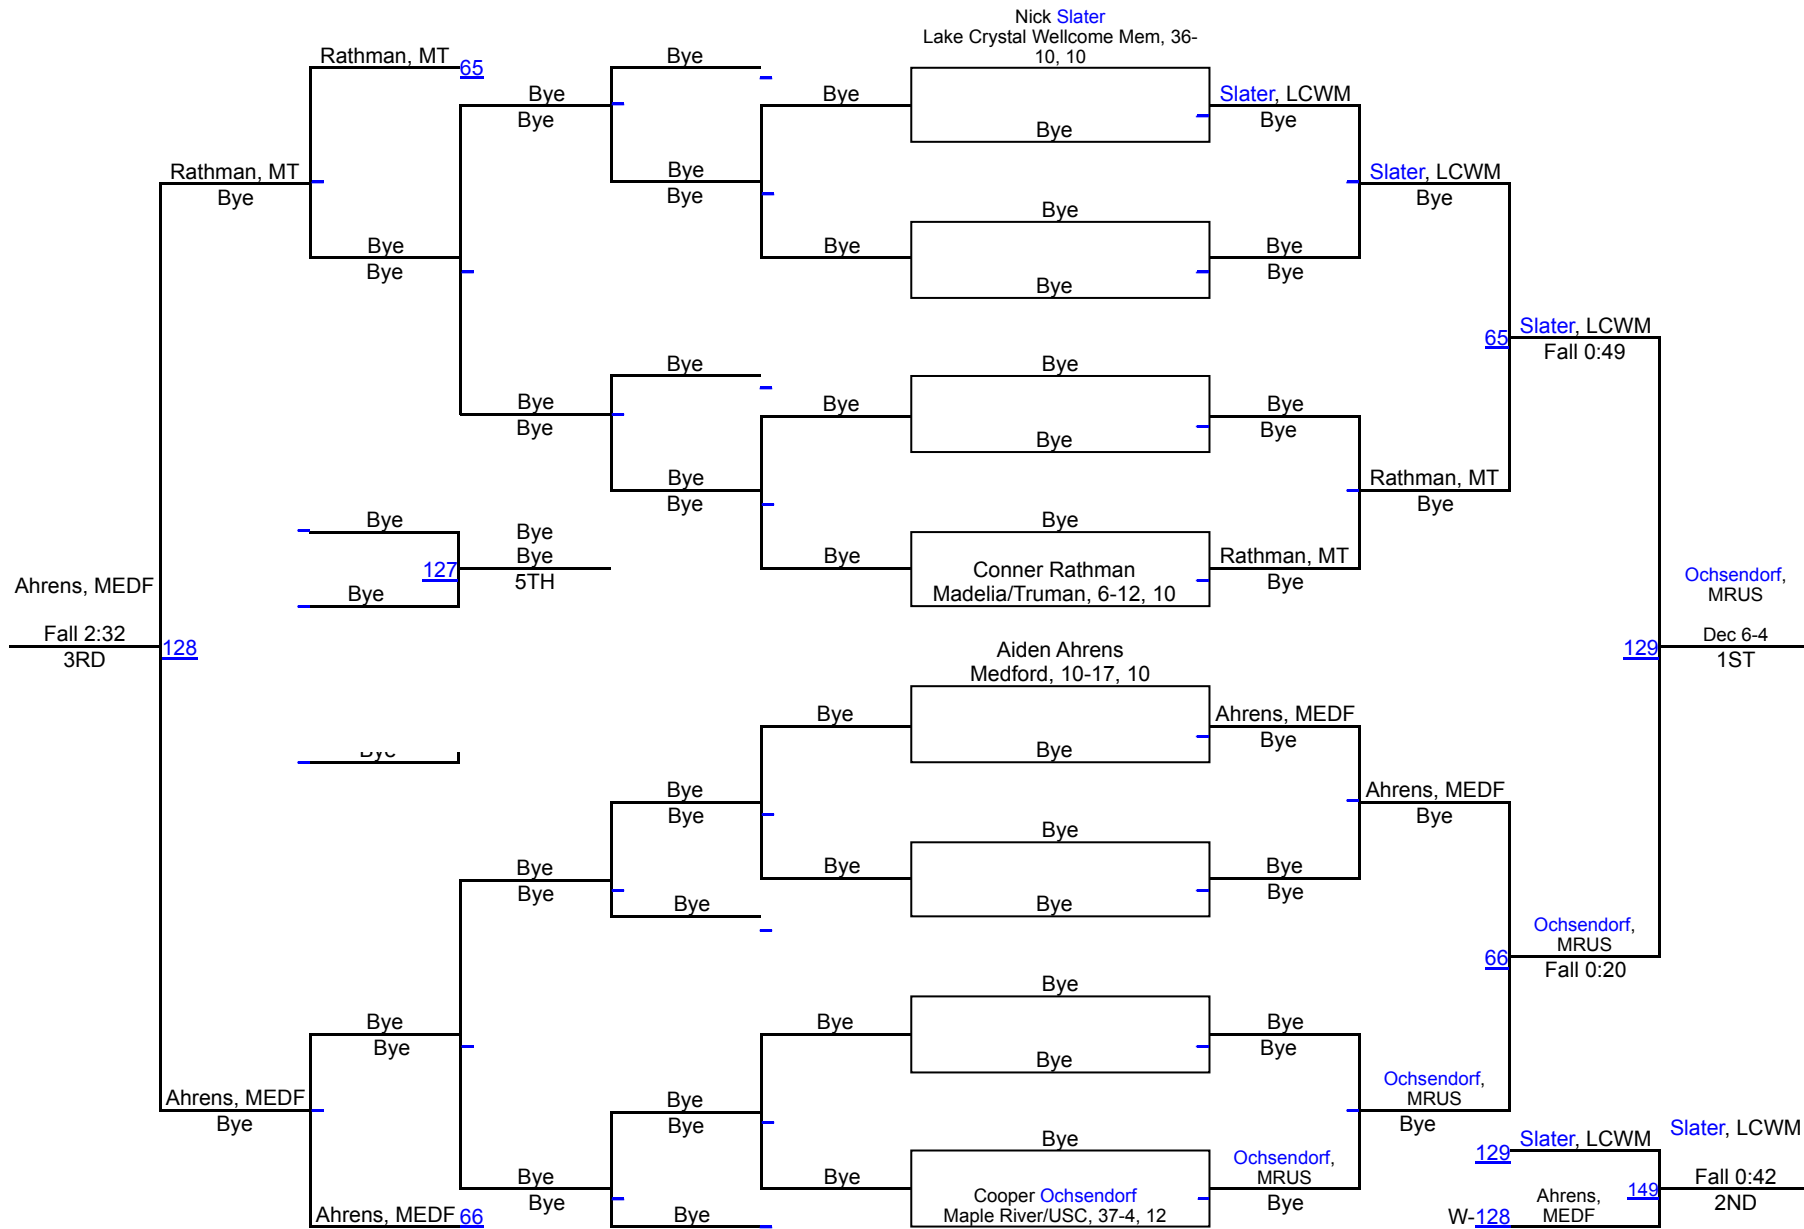 Nick Slater
Lake Crystal Wellcome Mem, 36-
10, 10
Rathman, MT 65
Bye
Bye
Bye
Bye
Slater, LCWM
Bye
Bye
Bye
Rathman, MT
Bye
Bye
Bye
Slater, LCWM
Bye
Bye
Bye
Bye
Bye
Bye
Bye
Bye
Bye
65 Slater, LCWM
Fall 0:49
Bye
Bye
Bye
Bye
Bye
Bye
Bye
Bye
Bye
Bye
Rathman, MT
Bye
Bye
Bye
Bye
Bye
127
5TH
Bye
Bye
Conner Rathman
Madelia/Truman, 6-12, 10
Rathman, MT
Bye
Ahrens, MEDF
Fall 2:32
3RD
128
Ochsendorf,
MRUS
Dec 6-4
1ST
129
Aiden Ahrens
Medford, 10-17, 10
Bye
Bye
Ahrens, MEDF
Bye
Bye
Bye
Bye
Ahrens, MEDF
Bye
Bye
Bye
Bye
Bye
Bye
Bye
Bye
Bye
Bye
Ochsendorf,
MRUS
66
Fall 0:20
Bye
Bye
Bye
Bye
Bye
Bye
Bye
Ochsendorf,
MRUS
Bye
Ahrens, MEDF
Bye
Bye
Bye
Bye
Bye
Bye
Bye
Cooper Ochsendorf
Maple River/USC, 37-4, 12
Ochsendorf,
MRUS
Bye
Ahrens, MEDF 66
Bye
129 Slater, LCWM
Slater, LCWM
149 Fall 0:42
2ND
W-128 Ahrens,
MEDF